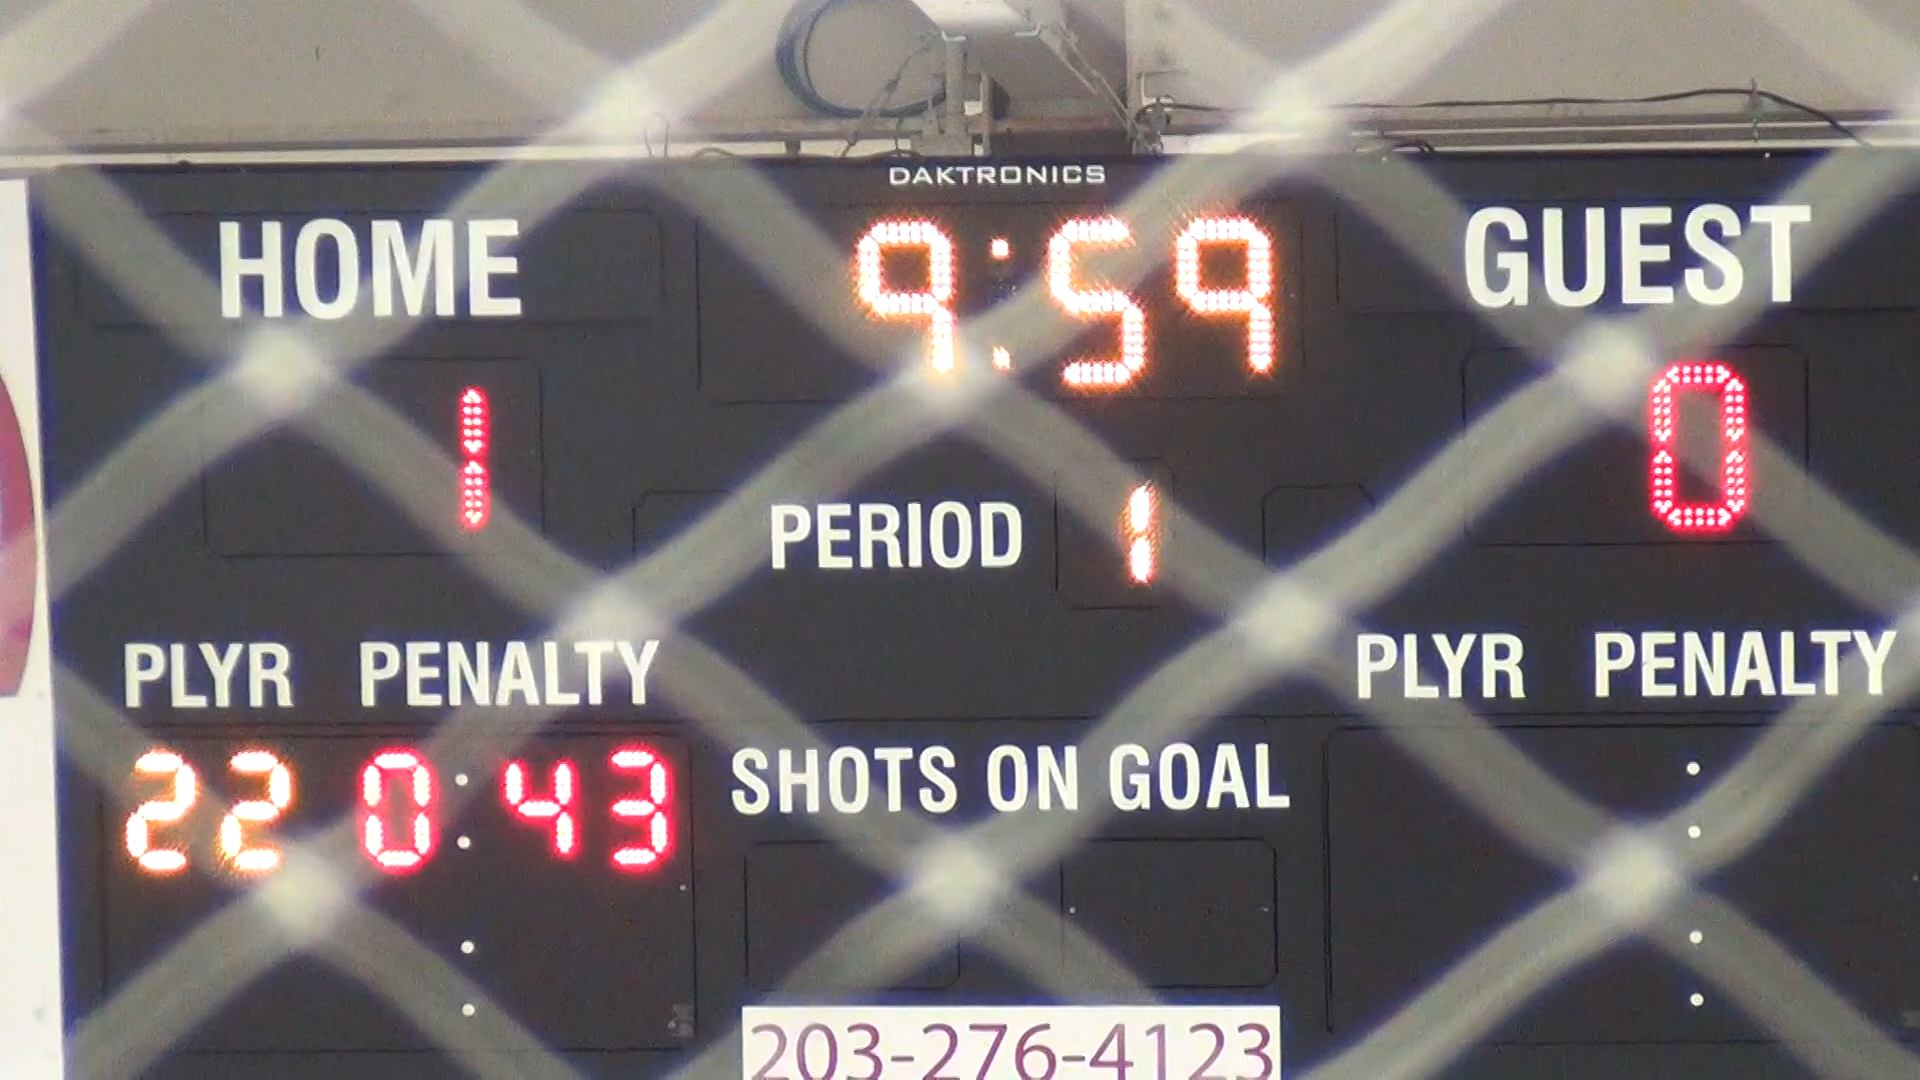 DAKTRONICS
HOME 9:59 GUEST
1 PERIOD 1 0
PLYR PENALTY PLYR PENALTY
22 0:43 SHOTS ON GOAL :
: :
203-276-4123